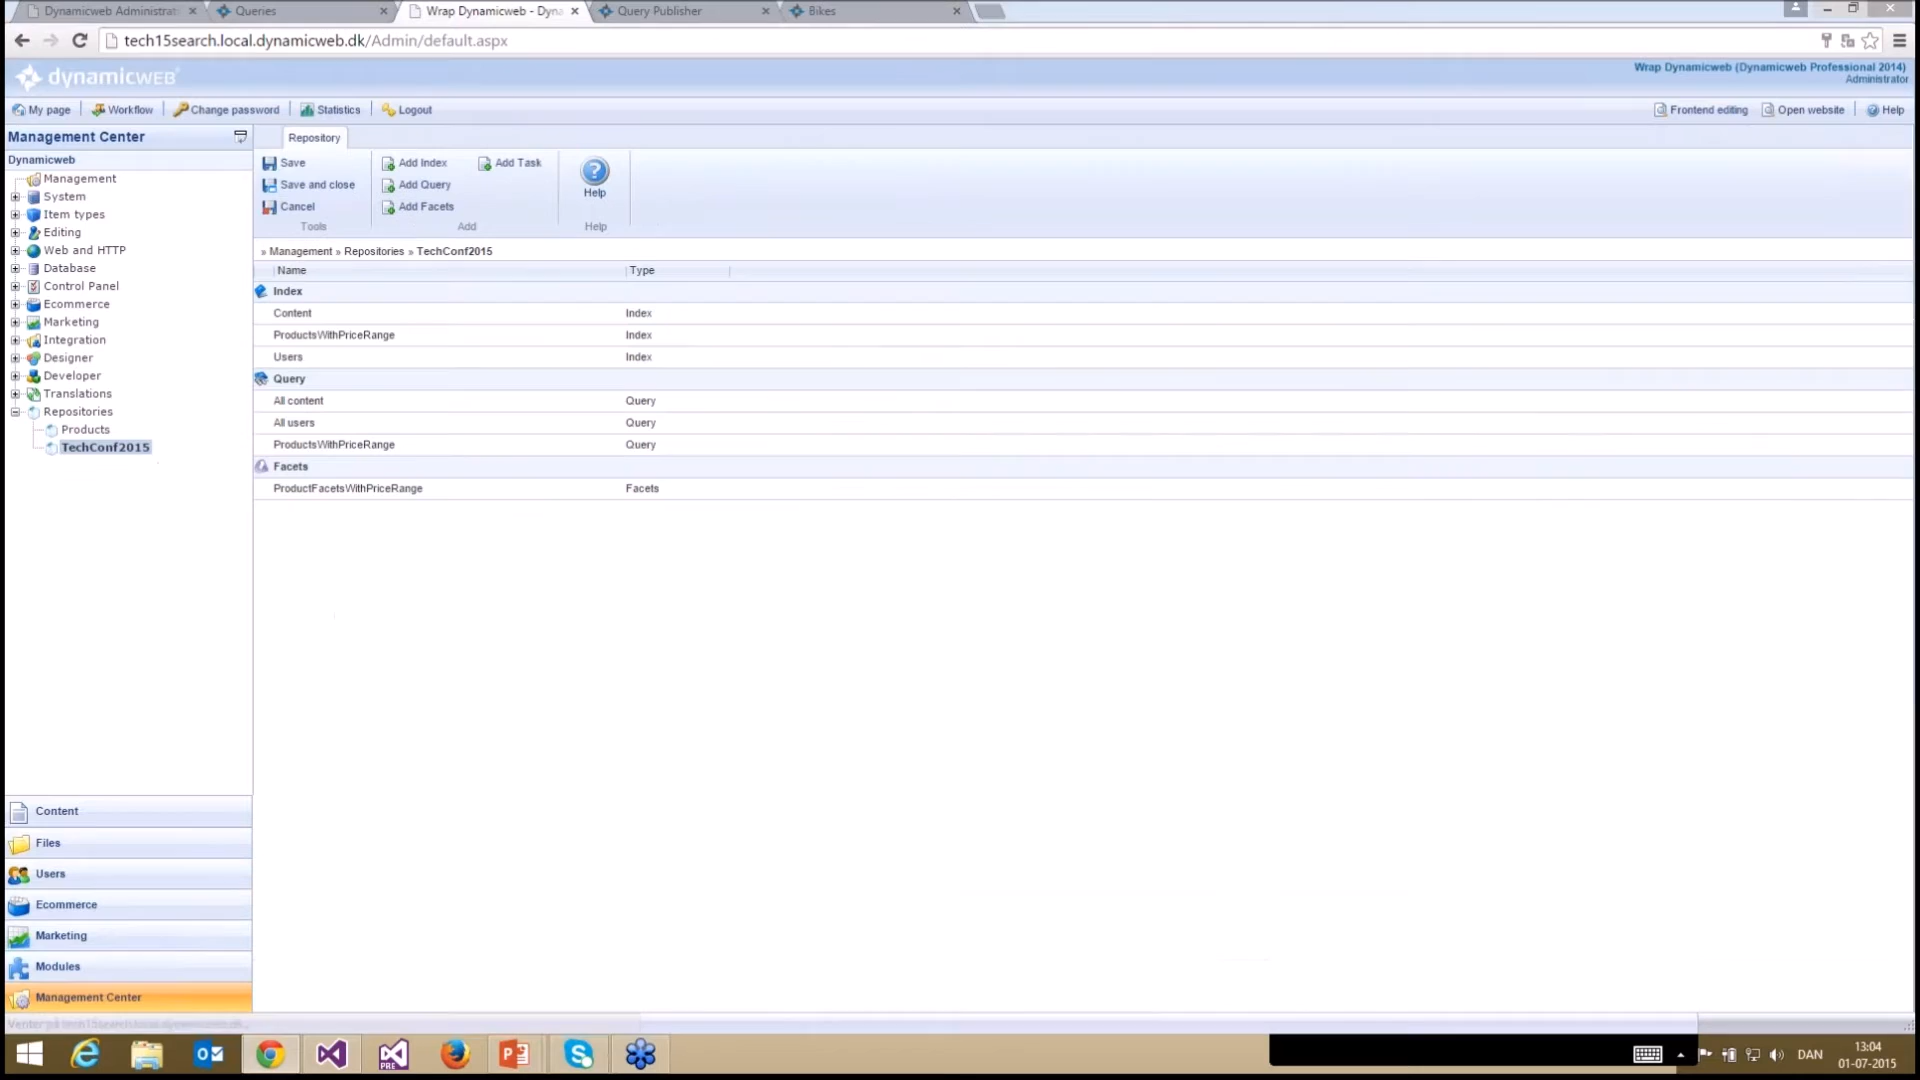 Dynamicweb Administrat
Queries
Wrap Dynamicweb - Dyna
Query Publisher
Bikes
tech15search.local.dynamicweb.dk/Admin/default.aspx
dynamicweb
Wrap Dynamicweb (Dynamicweb Professional 2014)
Administrator
My page
Workflow
Change password
Statistics
Logout
Frontend editing
Open website
Help
Management Center
Dynamicweb
Management
System
Item types
Editing
Web and HTTP
Database
Control Panel
Ecommerce
Marketing
Integration
Designer
Developer
Translations
Repositories
Products
TechConf2015
Content
Files
Users
Ecommerce
Marketing
Modules
Management Center
Repository
Save
Save and close
Cancel
Tools
Add Index
Add Query
Add Facets
Add Task
Add
Help
Help
» Management » Repositories » TechConf2015
Name Type
Index
Content Index
ProductsWithPriceRange Index
Users Index
Query
All content Query
All users Query
ProductsWithPriceRange Query
Facets
ProductFacetsWithPriceRange Facets
DAN
13:04
01-07-2015